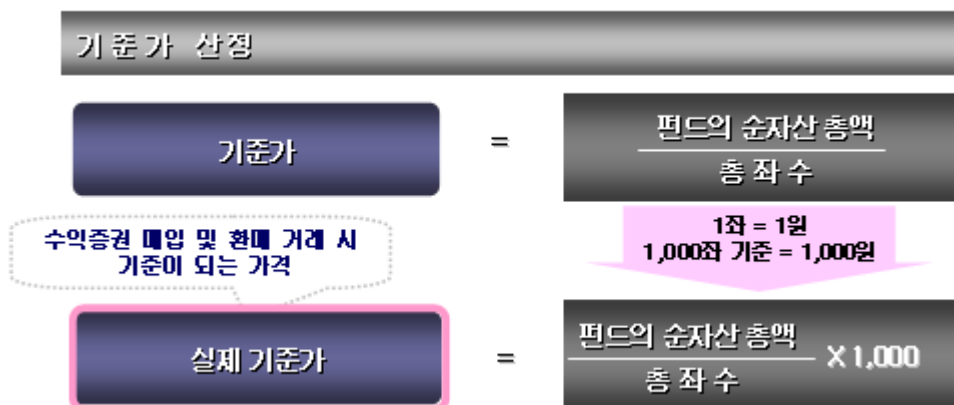 기준가 산정
기준가
=
펀드의 순자산 총액
총 좌 수
1좌 = 1원
1,000좌 기준 = 1,000원
수익증권 매입 및 환매 거래 시
기준이 되는 가격
실제 기준가
=
펀드의 순자산 총액
총 좌 수
X 1,000